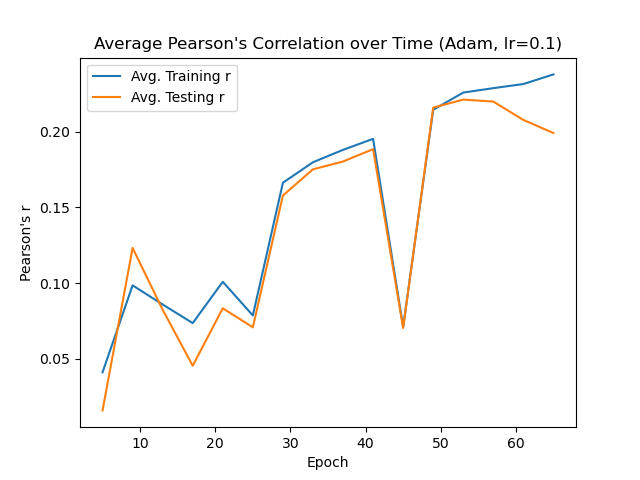 Average Pearson's Correlation over Time (Adam, lr=0.1)
Avg. Training r
Avg. Testing r
0.20
0.15
0.10
0.05
Pearson's r
10 20 30 40 50 60
Epoch